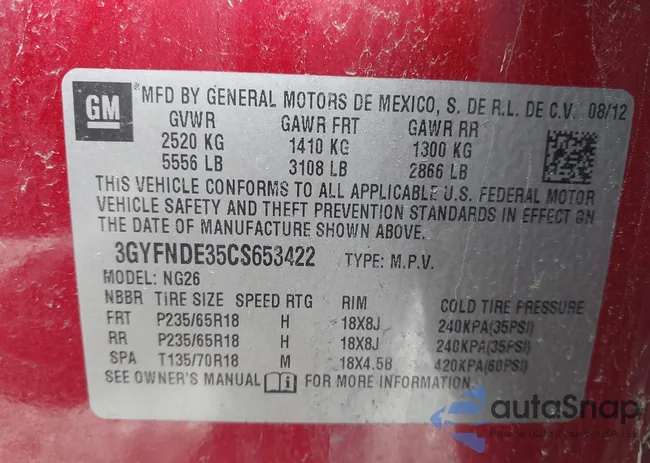 GM
MFD BY GENERAL MOTORS DE MEXICO, S. DE R.L. DE C.V. 08/12
GVWR GAWR FRT GAWR RR
2520 KG 1410 KG 1300 KG
5556 LB 3108 LB 2866 LB
THIS VEHICLE CONFORMS TO ALL APPLICABLE U.S. FEDERAL MOTOR
VEHICLE SAFETY AND THEFT PREVENTION STANDARDS IN EFFECT ON
THE DATE OF MANUFACTURE SHOWN ABOVE.
3GYFNDE35CS653422 TYPE: M.P.V.
MODEL: NG26
NBBR TIRE SIZE SPEED RTG RIM COLD TIRE PRESSURE
FRT P235/65R18 H 18X8J 240KPA(35PSI)
RR P235/65R18 H 18X8J 240KPA(35PSI)
SPA T135/70R18 M 18X4.5B 420KPA(60PSI)
SEE OWNER'S MANUAL FOR MORE INFORMATION.
autoSnap